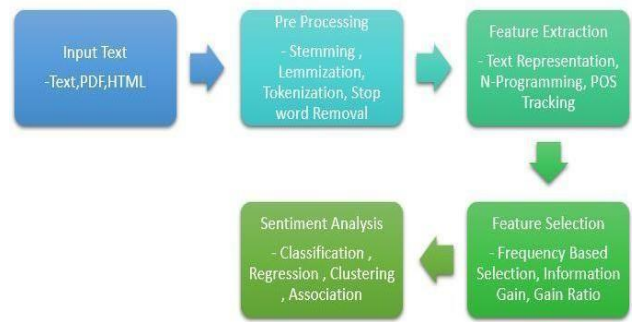 Input Text
-Text,PDF,HTML
Pre Processing
- Stemming ,
Lemmization,
Tokenization, Stop
word Removal
Feature Extraction
- Text Representation,
N-Programming, POS
Tracking
Feature Selection
- Frequency Based
Selection, Information
Gain, Gain Ratio
Sentiment Analysis
- Classification ,
Regression , Clustering
, Association